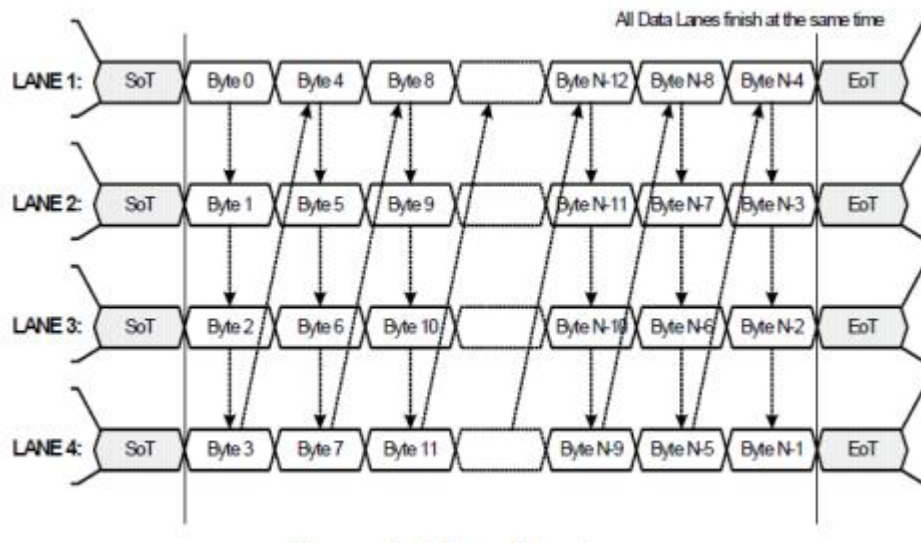 All Data Lanes finish at the same time
LANE 1: SoT Byte 0 Byte 4 Byte 8 Byte N-12 Byte N-8 Byte N-4 EoT
LANE 2: SoT Byte 1 Byte 5 Byte 9 Byte N-11 Byte N-7 Byte N-3 EoT
LANE 3: SoT Byte 2 Byte 6 Byte 10 Byte N-10 Byte N-6 Byte N-2 EoT
LANE 4: SoT Byte 3 Byte 7 Byte 11 Byte N-9 Byte N-5 Byte N-1 EoT